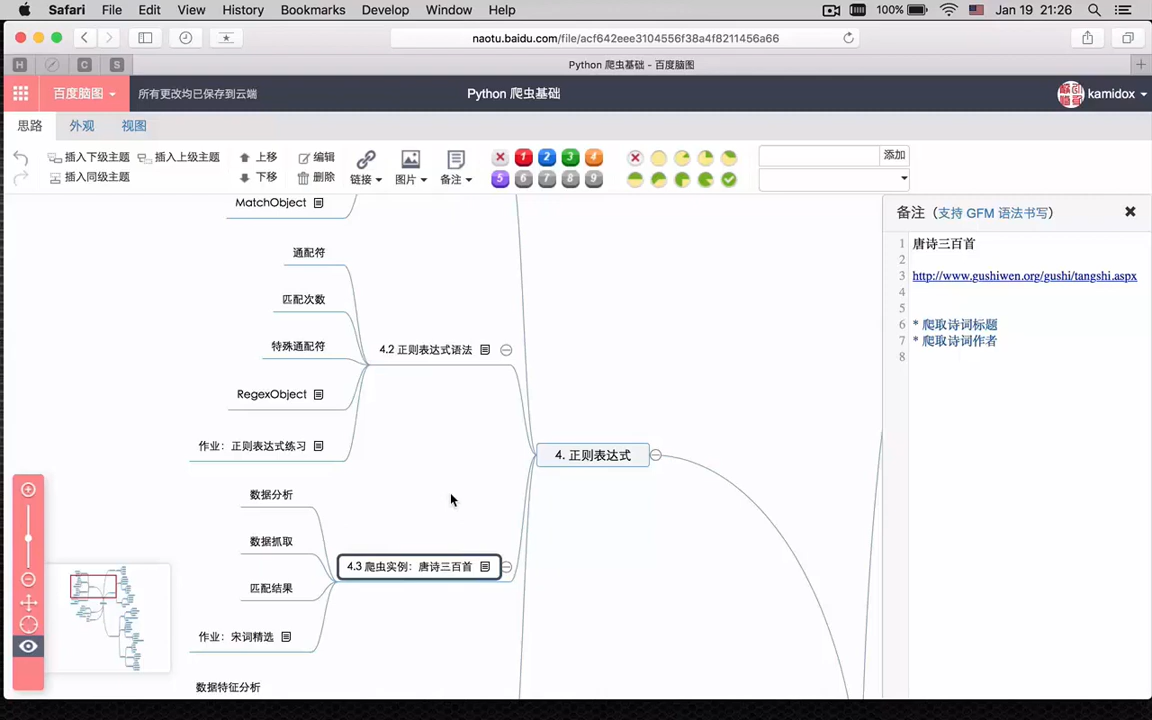 Safari File Edit View History Bookmarks Develop Window Help 100% Jan 19 21:26
naotu.baidu.com/file/acf642eee3104556f38a4f8211456a66
H C S Python 爬虫基础 - 百度脑图
百度脑图 所有更改均已保存到云端 Python 爬虫基础 kamidox
思路 外观 视图
插入下级主题 插入上级主题 上移 编辑 1 2 3 4 添加
插入同级主题 下移 删除 链接 图片 备注 5 6 7 8 9
MatchObject
备注（支持 GFM 语法书写）
1 唐诗三百首
2
3 http://www.gushiwen.org/gushi/tangshi.aspx
4
5
6 * 爬取诗词标题
7 * 爬取诗词作者
8
通配符
匹配次数
特殊通配符
4.2 正则表达式语法
RegexObject
作业：正则表达式练习
4. 正则表达式
数据分析
数据抓取
4.3 爬虫实例：唐诗三百首
匹配结果
作业：宋词精选
数据特征分析